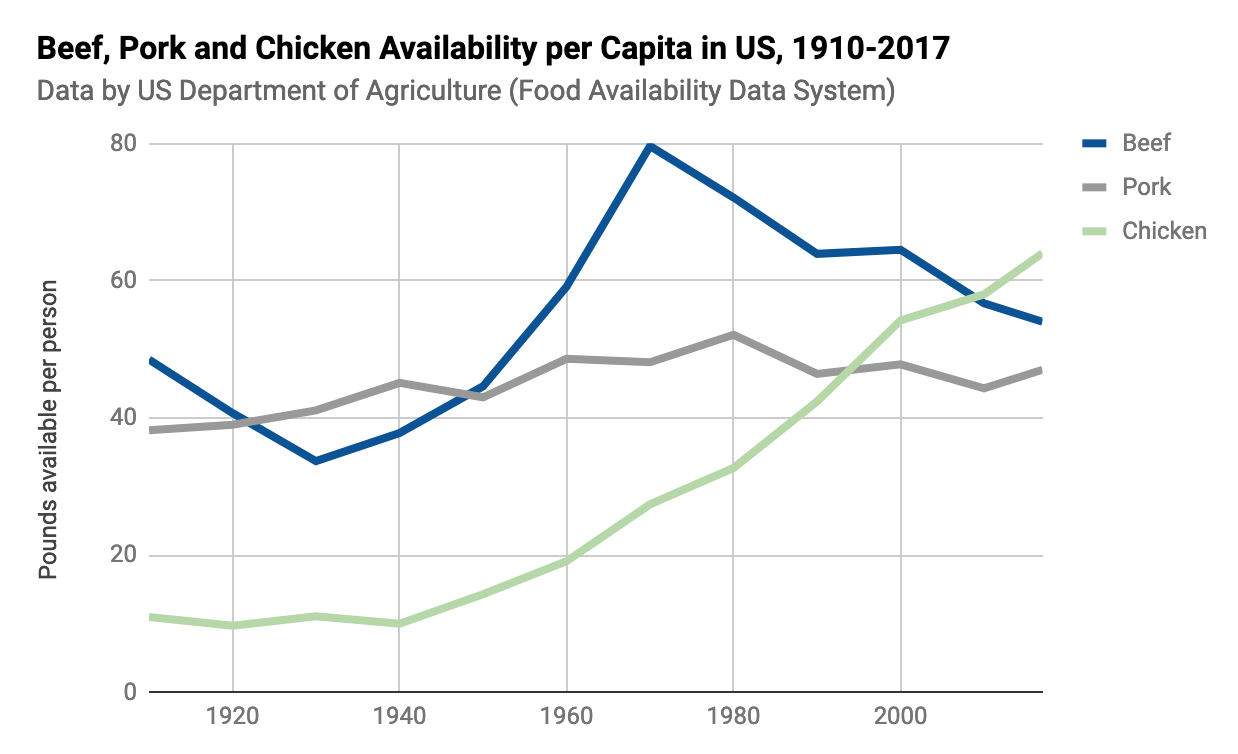 Beef, Pork and Chicken Availability per Capita in US, 1910-2017
Data by US Department of Agriculture (Food Availability Data System)
Pounds available per person
80
60
40
20
0
1920
1940
1960
1980
2000
Beef
Pork
Chicken